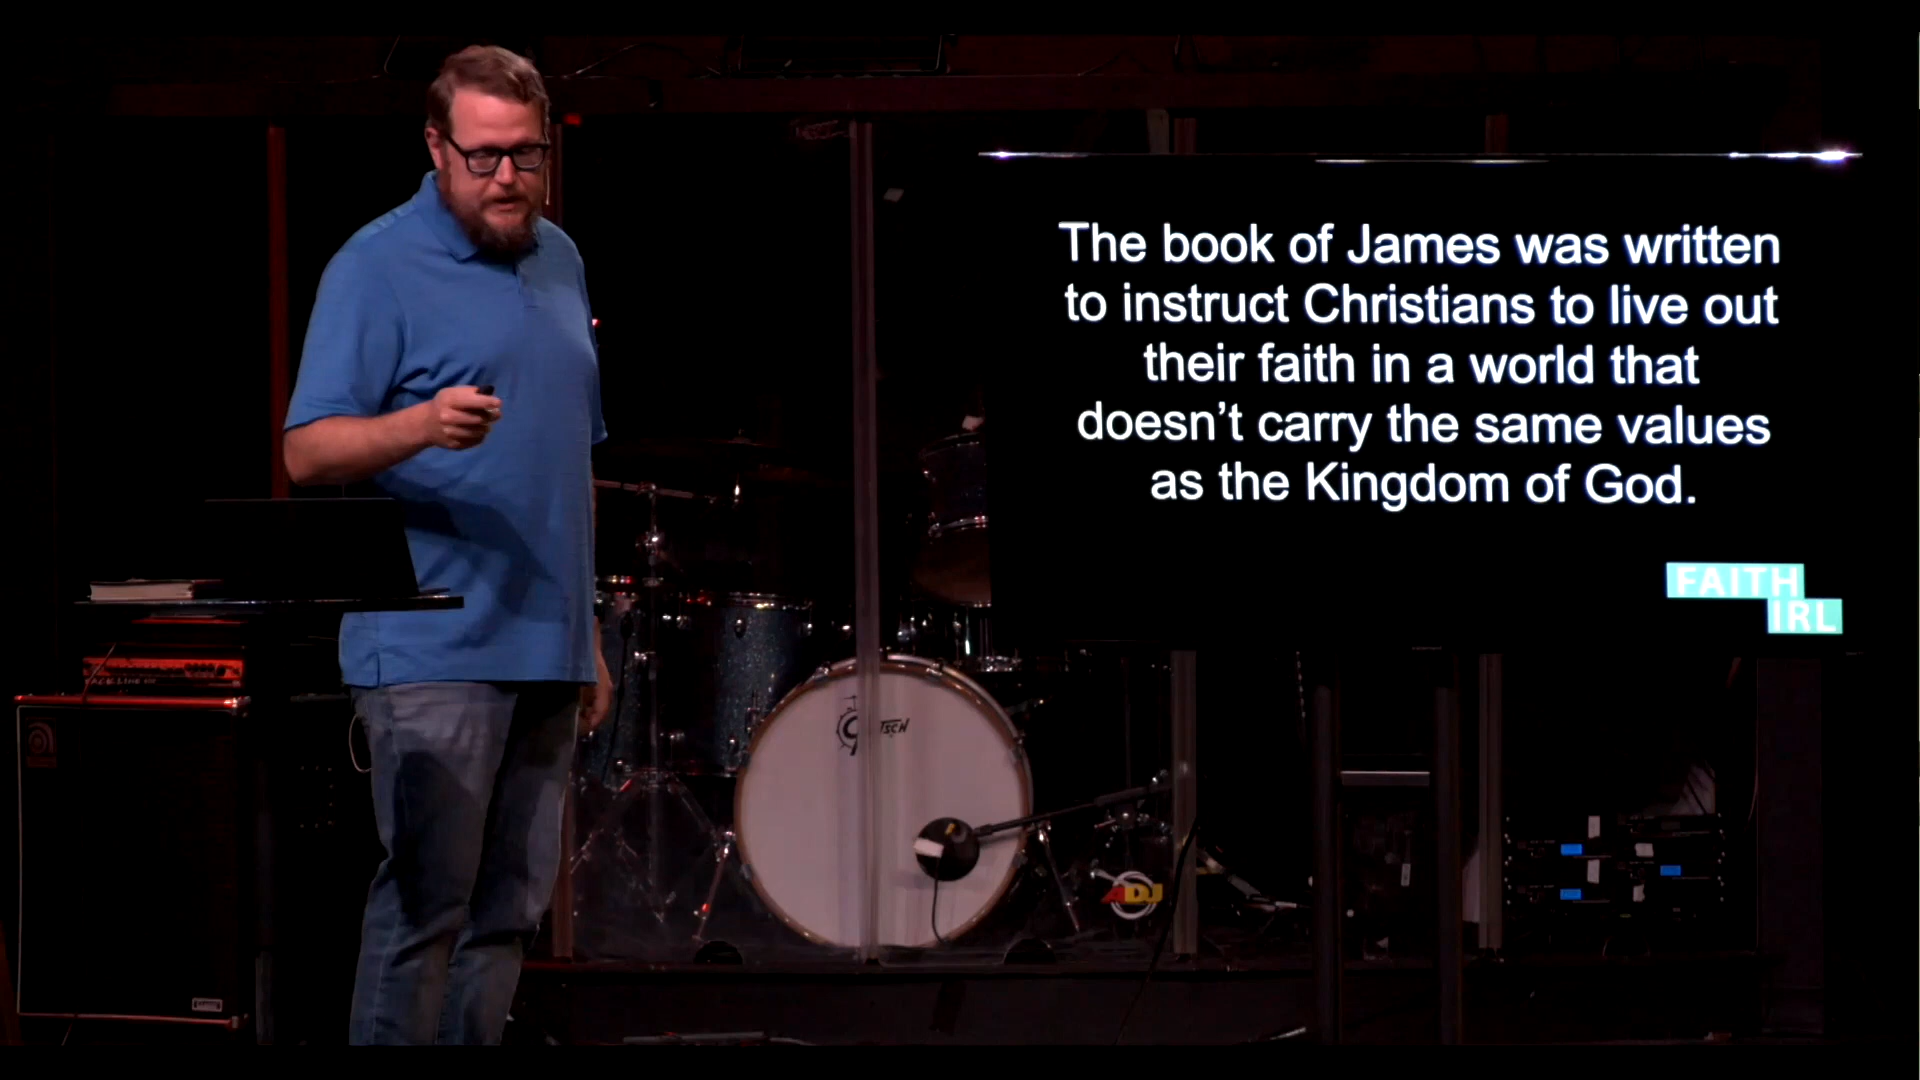 The book of James was written
to instruct Christians to live out
their faith in a world that
doesn’t carry the same values
as the Kingdom of God.
FAITH
IRL
ADJ